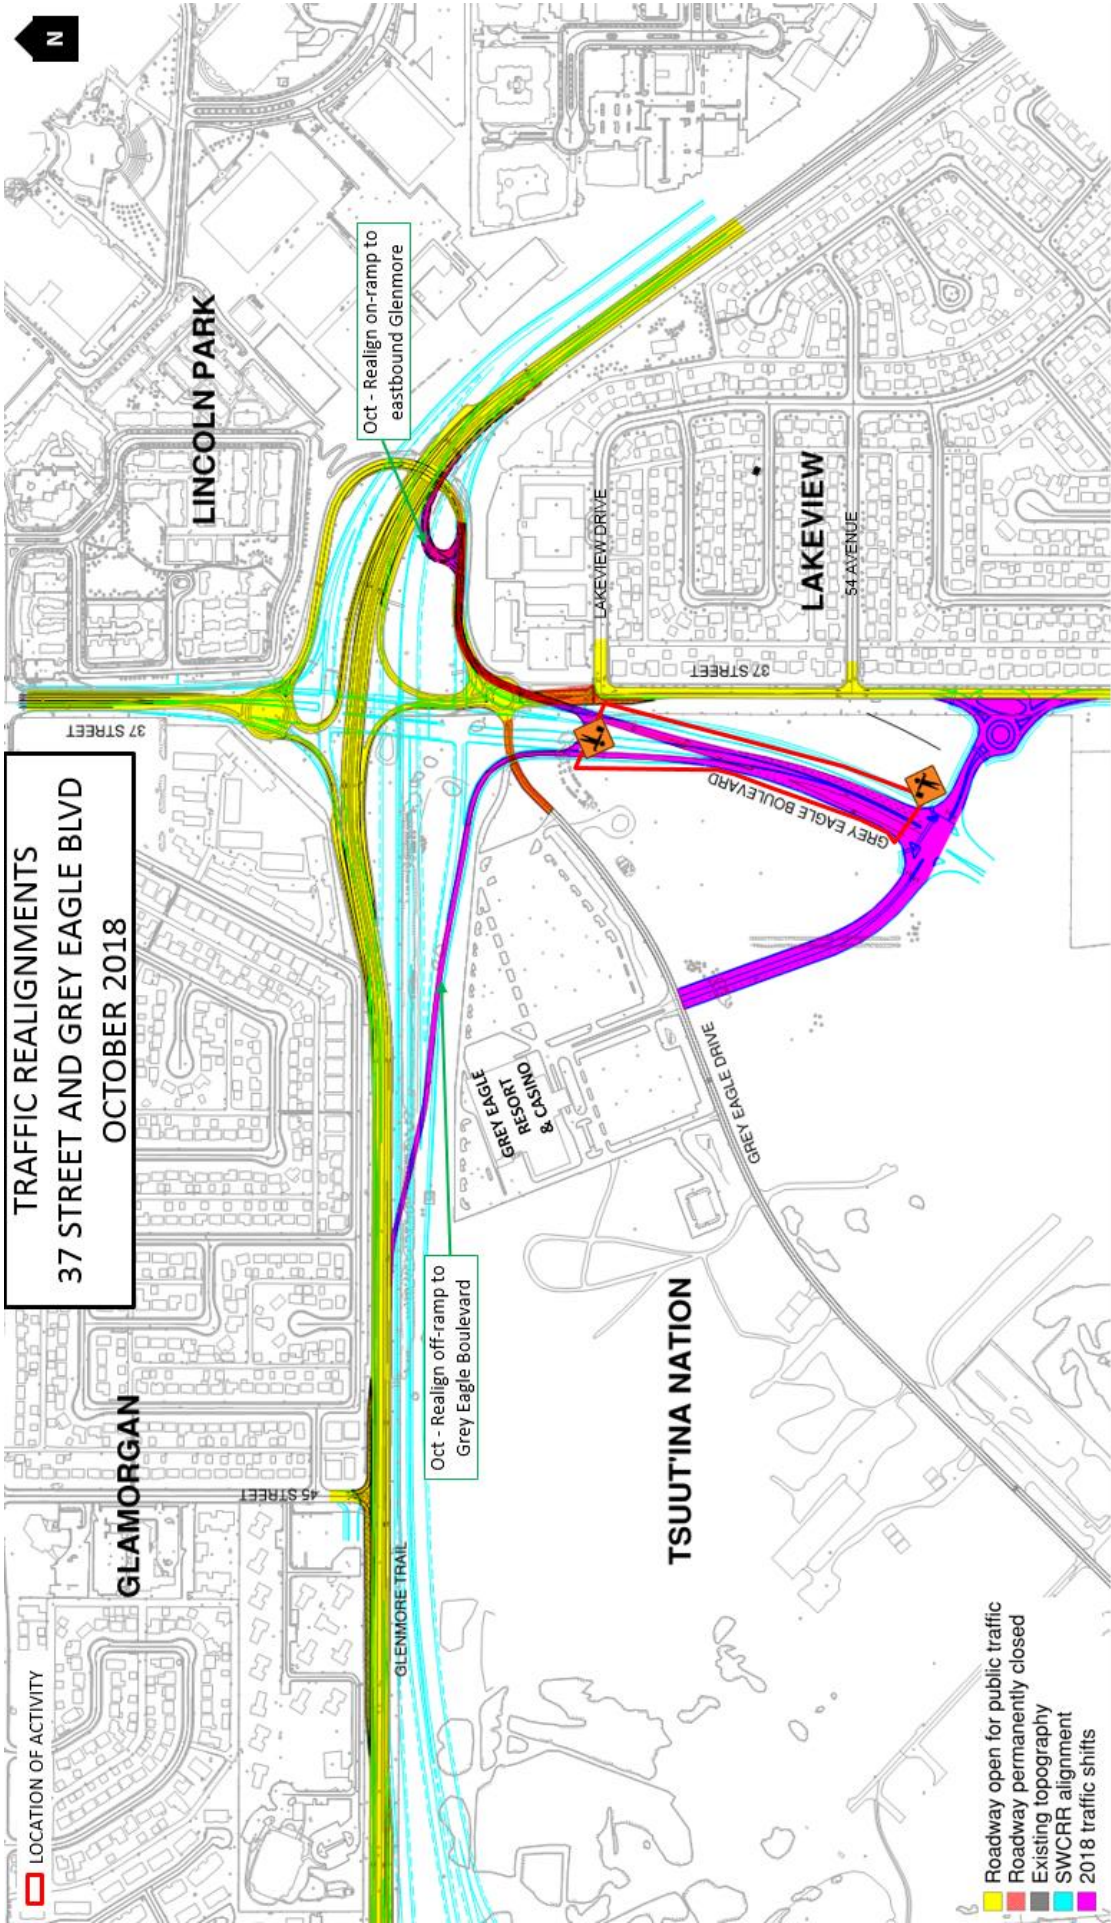 TRAFFIC REALIGNMENTS
37 STREET AND GREY EAGLE BLVD
OCTOBER 2018
N
LOCATION OF ACTIVITY
GLAMORGAN
45 STREET
GLENMORE TRAIL
Oct - Realign off-ramp to
Grey Eagle Boulevard
37 STREET
LINCOLN PARK
Oct - Realign on-ramp to
eastbound Glenmore
GREY EAGLE
RESORT
& CASINO
GREY EAGLE DRIVE
GREY EAGLE BOULEVARD
GREY EAGLE
LAKEVIEW DRIVE
37 STREET
LAKEVIEW
54 AVENUE
TSUUT'INA NATION
Roadway open for public traffic
Roadway permanently closed
Existing topography
SWCRR alignment
2018 traffic shifts